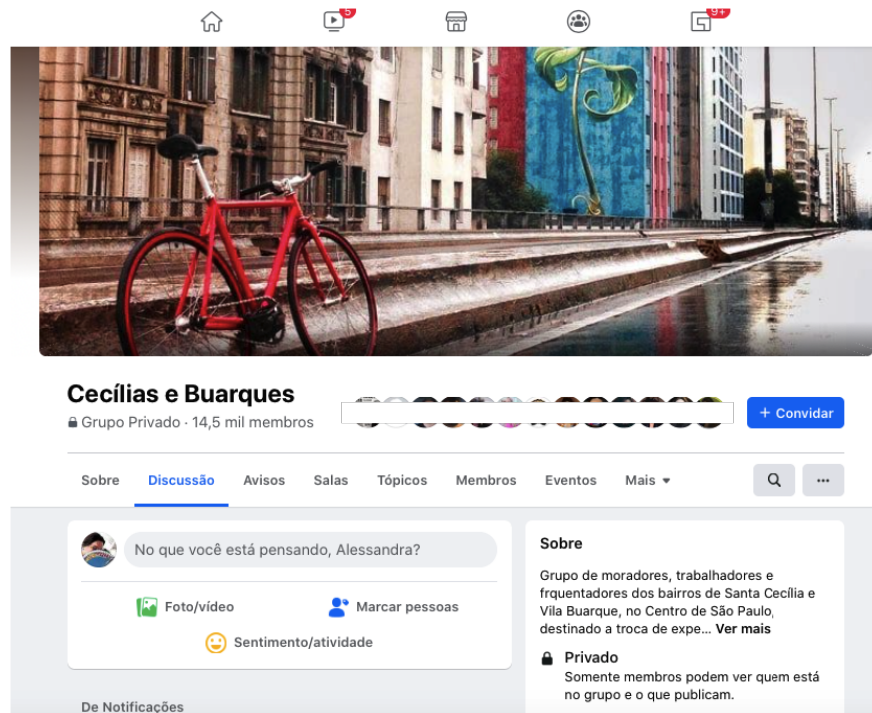 5
9+
Cecílias e Buarques
Grupo Privado · 14,5 mil membros
+ Convidar
Sobre
Discussão
Avisos
Salas
Tópicos
Membros
Eventos
Mais
No que você está pensando, Alessandra?
Foto/vídeo
Marcar pessoas
Sentimento/atividade
De Notificações
Sobre
Grupo de moradores, trabalhadores e
frquentadores dos bairros de Santa Cecília e
Vila Buarque, no Centro de São Paulo,
destinado a troca de expe... Ver mais
Privado
Somente membros podem ver quem está
no grupo e o que publicam.